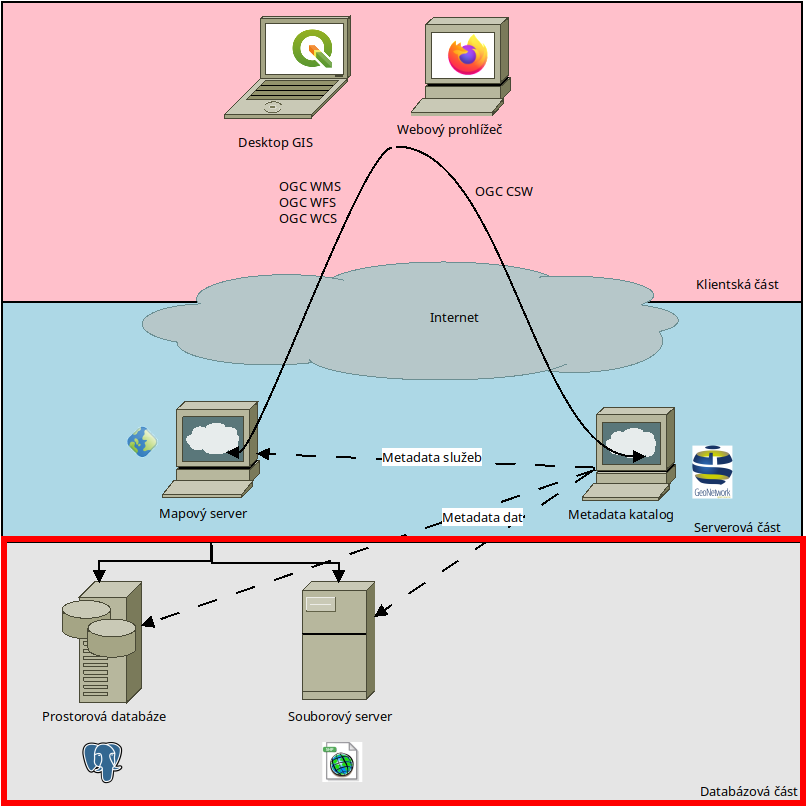 Desktop GIS
Webový prohlížeč
OGC WMS
OGC WFS
OGC WCS
OGC CSW
Klientská část
Internet
Metadata služeb
GeoNetwork
Mapový server
Metadata katalog
Metadata dat
Serverová část
Prostorová databáze
Souborový server
SHP
Databázová část